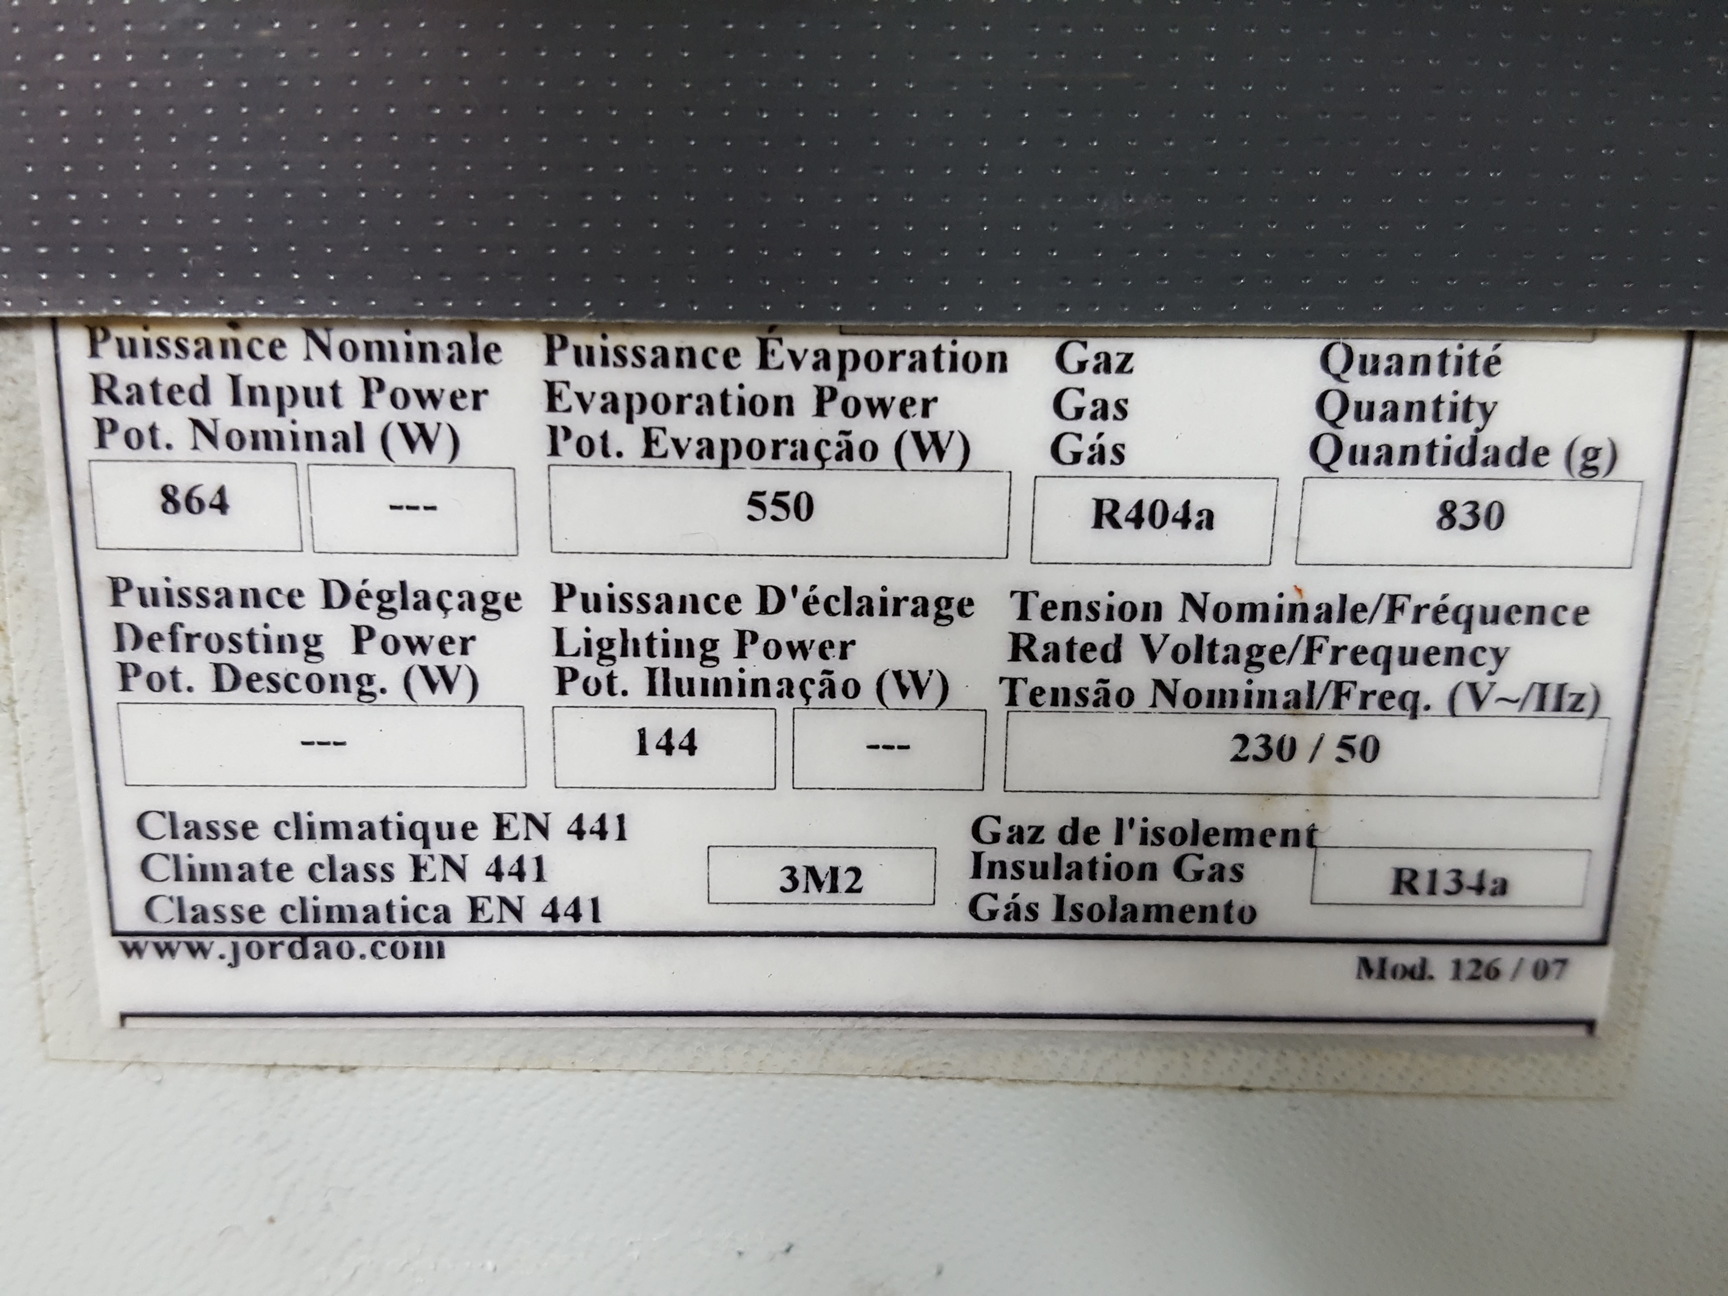 Puissance Nominale Puissance Évaporation Gaz Quantité
Rated Input Power Evaporation Power Gas Quantity
Pot. Nominal (W) Pot. Evaporação (W) Gás Quantidade (g)
864 --- 550 R404a 830
Puissance Déglaçage Puissance D'éclairage Tension Nominale/Fréquence
Defrosting Power Lighting Power Rated Voltage/Frequency
Pot. Descong. (W) Pot. Iluminação (W) Tensão Nominal/Freq. (V~/Hz)
--- 144 --- 230 / 50
Classe climatique EN 441 Gaz de l'isolement
Climate class EN 441 3M2 Insulation Gas R134a
Classe climatica EN 441 Gás Isolamento
www.jordao.com
Mod. 126 / 07